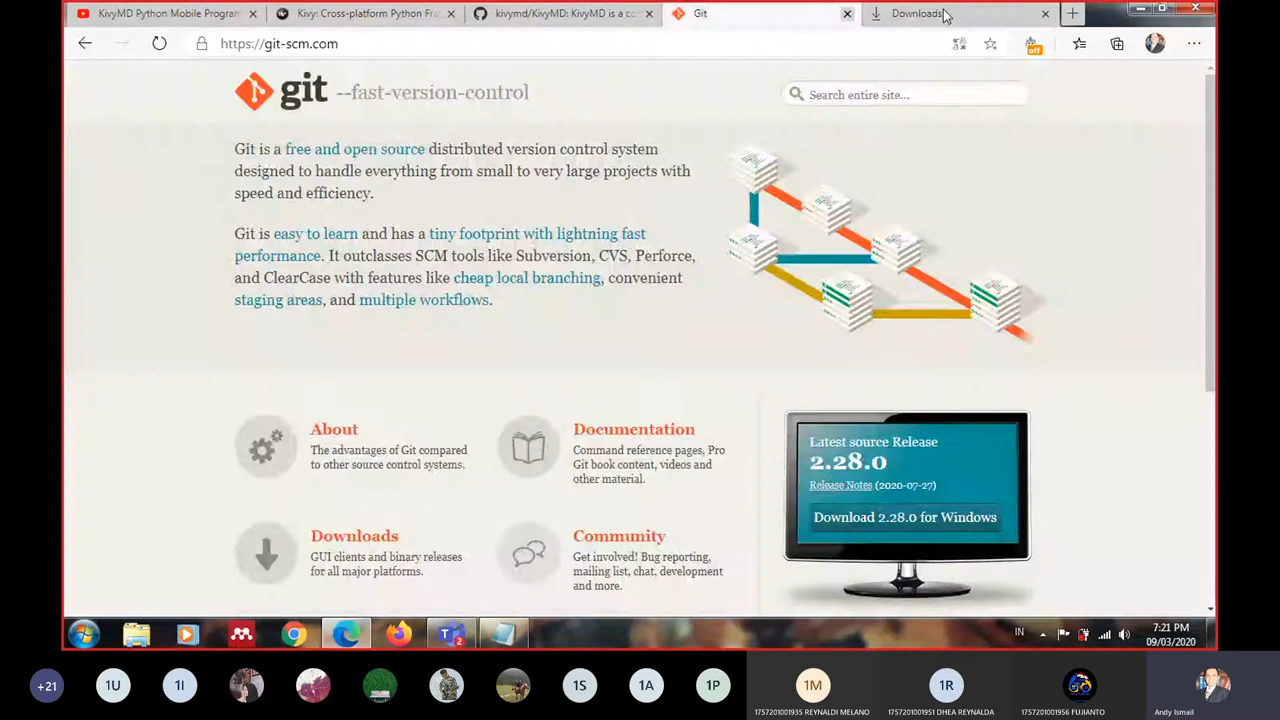 KivyMD Python Mobile Program
Kivy: Cross-platform Python Fra
kivymd/KivyMD: KivyMD is a co
Git
Downloads
https://git-scm.com
off
git --fast-version-control
Search entire site...
Git is a free and open source distributed version control system
designed to handle everything from small to very large projects with
speed and efficiency.
Git is easy to learn and has a tiny footprint with lightning fast
performance. It outclasses SCM tools like Subversion, CVS, Perforce,
and ClearCase with features like cheap local branching, convenient
staging areas, and multiple workflows.
About
The advantages of Git compared
to other source control systems.
Documentation
Command reference pages, Pro
Git book content, videos and
other material.
Downloads
GUI clients and binary releases
for all major platforms.
Community
Get involved! Bug reporting,
mailing list, chat, development
and more.
Latest source Release
2.28.0
Release Notes (2020-07-27)
Download 2.28.0 for Windows
2
IN
7:21 PM
09/03/2020
+21
1U
1I
1S
1A
1P
1M
1R
1757201001935 REYNALDI MELANO
1757201001951 DHEA REYNALDA
1757201001956 FUJIANTO
Andy Ismail